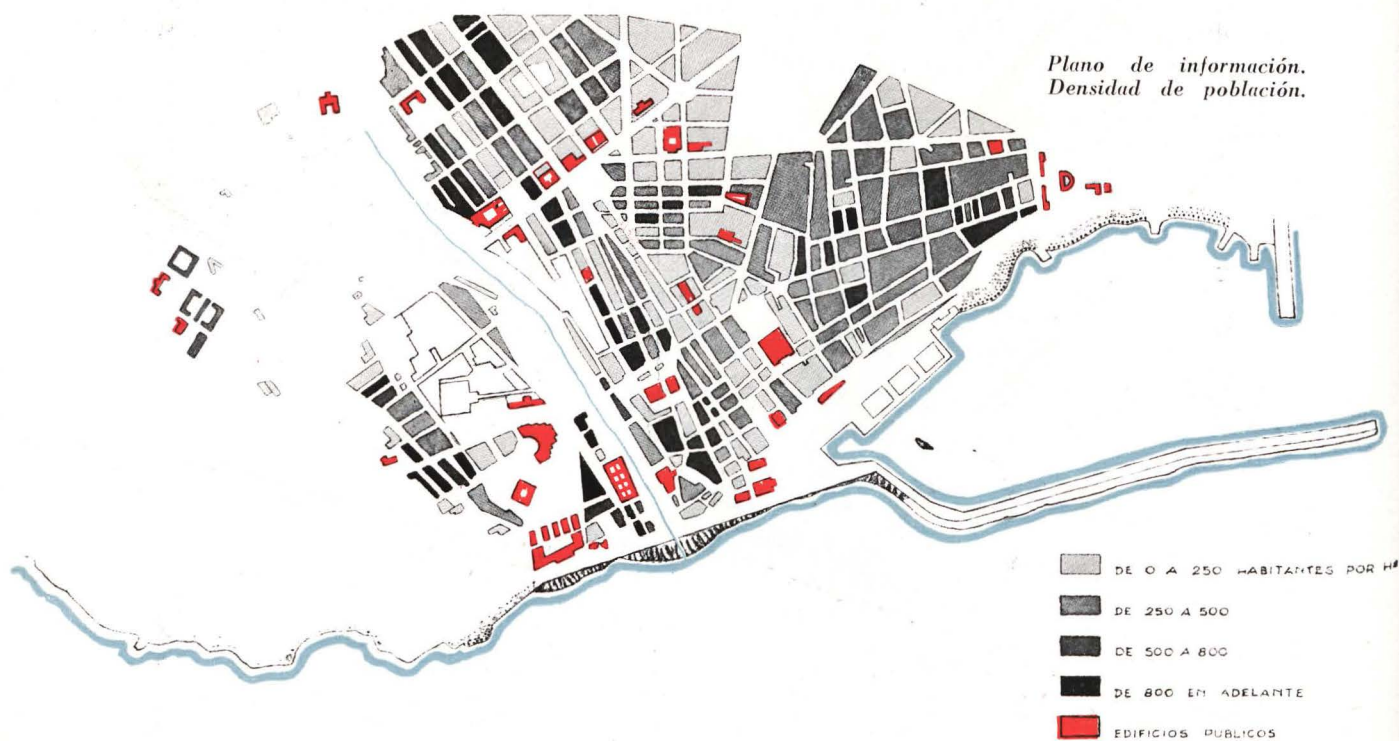 Plano de información.
Densidad de población.
DE 0 A 250 HABITANTES POR Hª
DE 250 A 500
DE 500 A 800
DE 800 EN ADELANTE
EDIFICIOS PUBLICOS